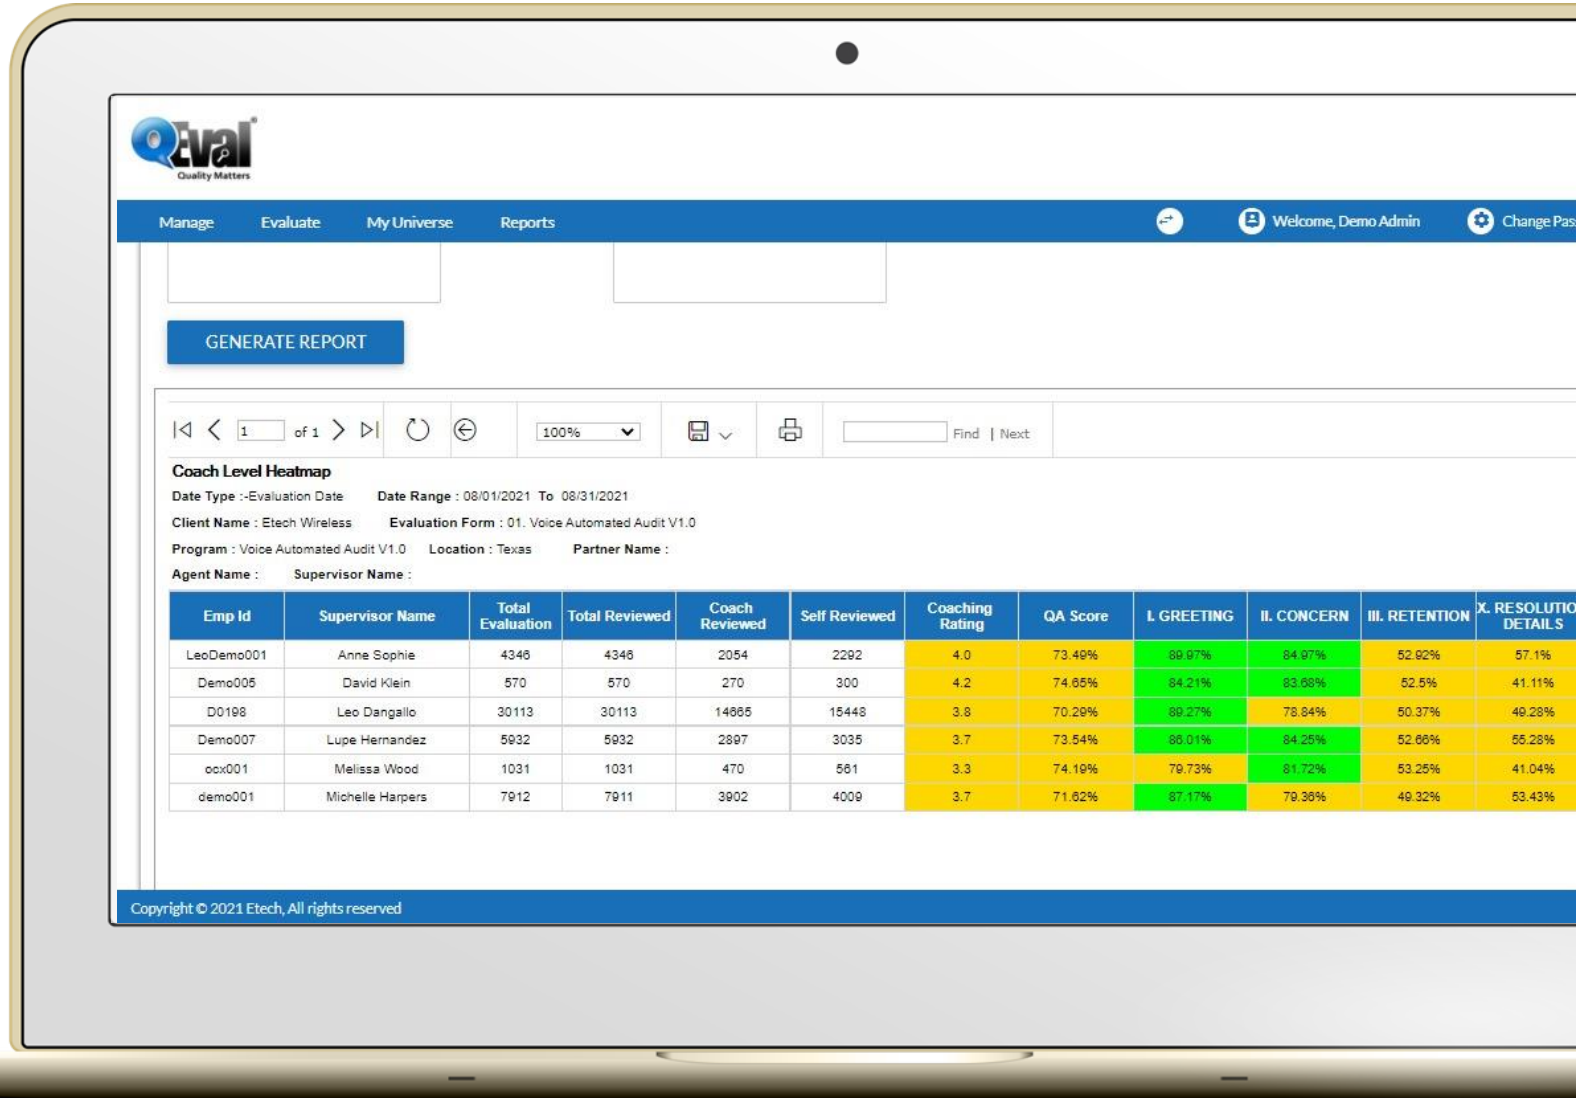 QEval®
Quality Matters
Manage Evaluate My Universe Reports Welcome, Demo Admin Change Pas
GENERATE REPORT
1 of 1 100% Find | Next
Coach Level Heatmap
Date Type :-Evaluation Date Date Range : 08/01/2021 To 08/31/2021
Client Name : Etech Wireless Evaluation Form : 01. Voice Automated Audit V1.0
Program : Voice Automated Audit V1.0 Location : Texas Partner Name :
Agent Name : Supervisor Name :
Emp Id Supervisor Name Total Evaluation Total Reviewed Coach Reviewed Self Reviewed Coaching Rating QA Score I. GREETING II. CONCERN III. RETENTION X. RESOLUTIO DETAILS
LeoDemo001 Anne Sophie 4346 4346 2054 2292 4.0 73.49% 89.97% 84.97% 52.92% 57.1%
Demo005 David Klein 570 570 270 300 4.2 74.65% 84.21% 83.68% 52.5% 41.11%
D0198 Leo Dangallo 30113 30113 14665 15448 3.8 70.29% 89.27% 78.84% 50.37% 49.28%
Demo007 Lupe Hernandez 5932 5932 2897 3035 3.7 73.54% 86.01% 84.25% 52.66% 55.28%
ocx001 Melissa Wood 1031 1031 470 561 3.3 74.19% 79.73% 81.72% 53.25% 41.04%
demo001 Michelle Harpers 7912 7911 3902 4009 3.7 71.62% 87.17% 79.36% 49.32% 53.43%
Copyright © 2021 Etech, All rights reserved